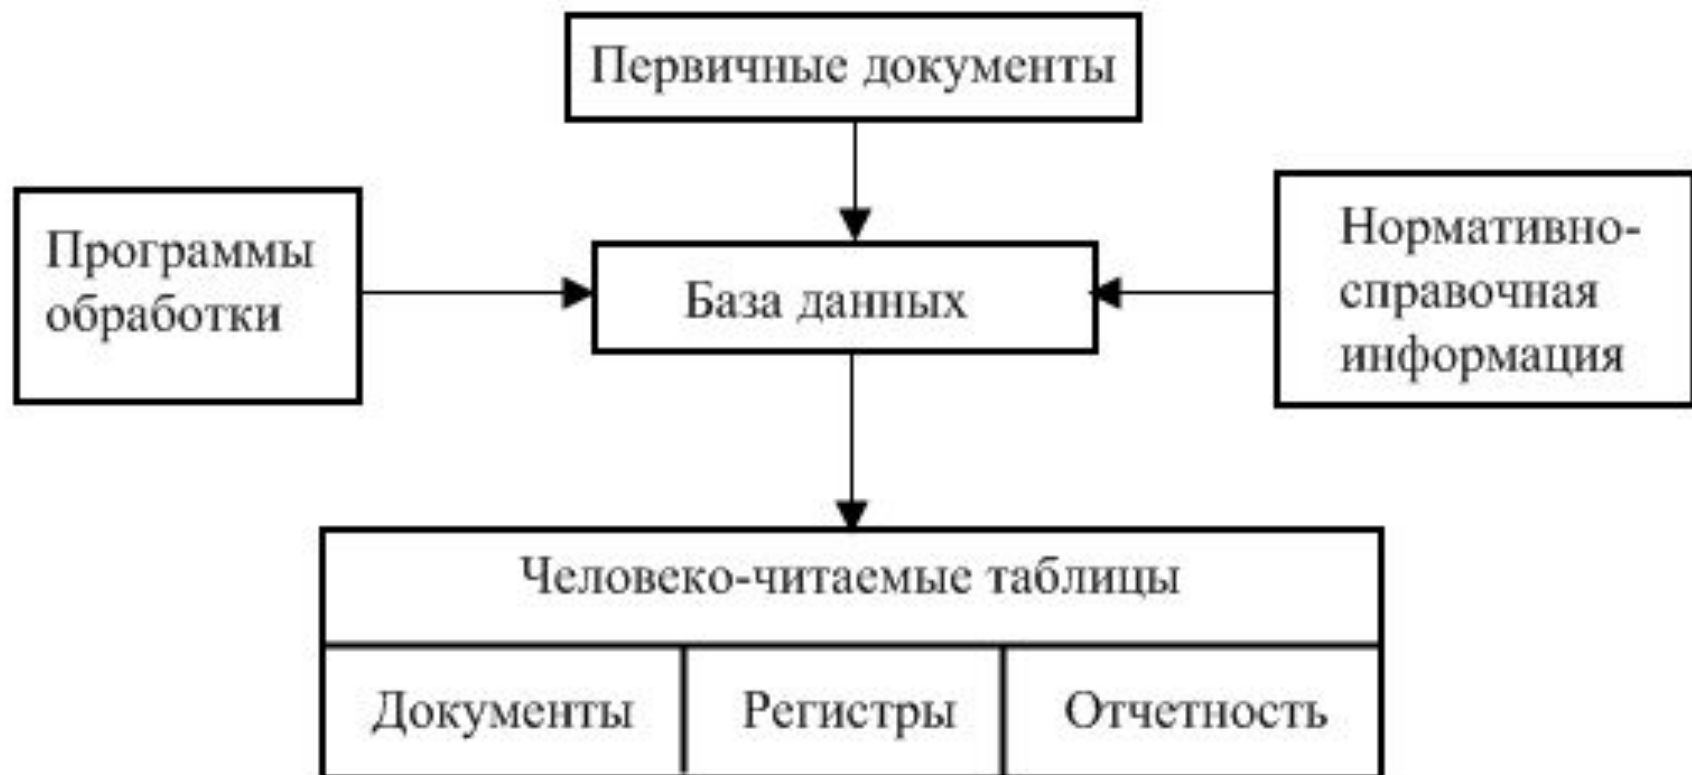 Первичные документы
Программы
обработки
База данных
Нормативно-
справочная
информация
Человеко-читаемые таблицы
Документы
Регистры
Отчетность